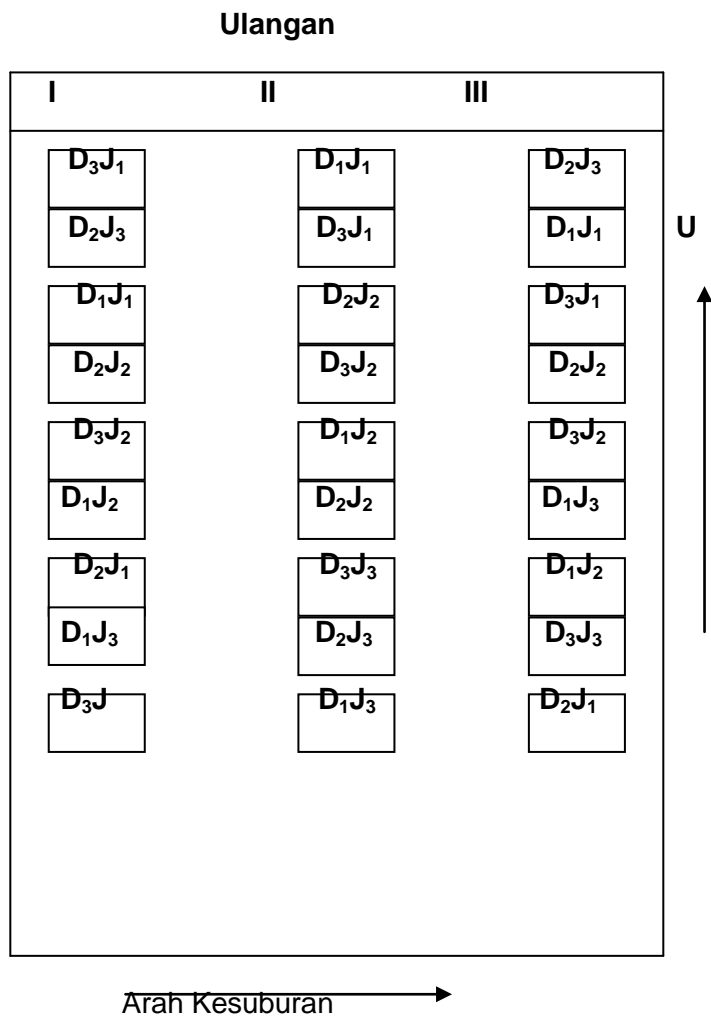 Ulangan
I II III
D₃J₁ D₁J₁ D₂J₃
D₂J₃ D₃J₁ D₁J₁ U
D₁J₁ D₂J₂ D₃J₁
D₂J₂ D₃J₂ D₂J₂
D₃J₂ D₁J₂ D₃J₂
D₁J₂ D₂J₂ D₁J₃
D₂J₁ D₃J₃ D₁J₂
D₁J₃ D₂J₃ D₃J₃
D₃J D₁J₃ D₂J₁
Arah Kesuburan